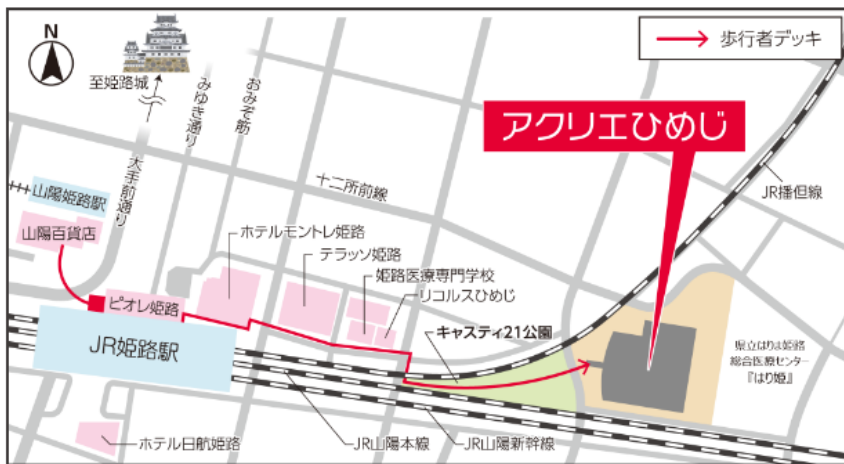 N
歩行者デッキ
至姫路城
みゆき通り
おみぞ筋
大手前通り
アクリエひめじ
十二所前線
JR播但線
山陽姫路駅
山陽百貨店
ホテルモントレ姫路
テラッソ姫路
姫路医療専門学校
リコルスひめじ
ピオレ姫路
キャスティ21公園
JR姫路駅
県立はりま姫路
総合医療センター
『はり姫』
ホテル日航姫路
JR山陽本線
JR山陽新幹線